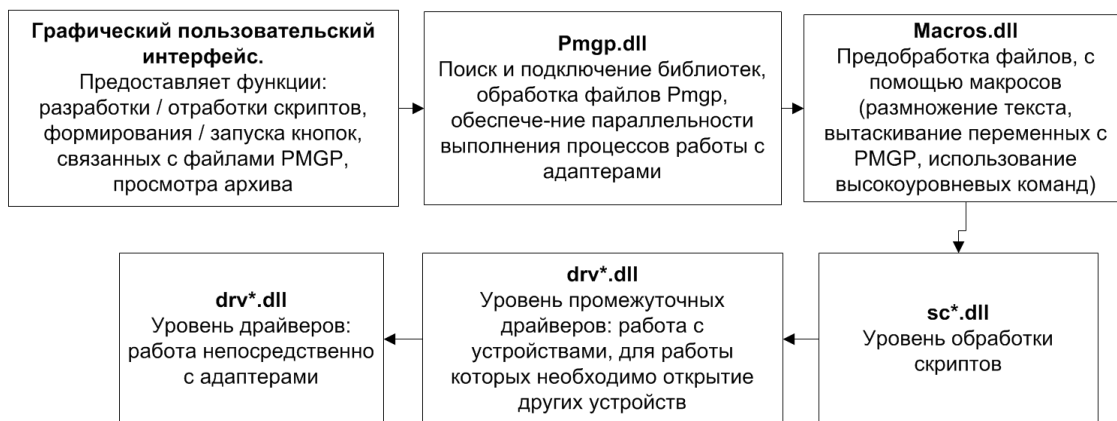 Графический пользовательский
интерфейс.
Предоставляет функции:
разработки / отработки скриптов,
формирования / запуска кнопок,
связанных с файлами PMGP,
просмотра архива
Pmgp.dll
Поиск и подключение библиотек,
обработка файлов Pmgp,
обеспече-ние параллельности
выполнения процессов работы с
адаптерами
Macros.dll
Предобработка файлов, с
помощью макросов
(размножение текста,
вытаскивание переменных с
PMGP, использование
высокоуровневых команд)
drv*.dll
Уровень драйверов:
работа непосредственно
с адаптерами
drv*.dll
Уровень промежуточных
драйверов: работа с
устройствами, для работы
которых необходимо открытие
других устройств
sc*.dll
Уровень обработки
скриптов